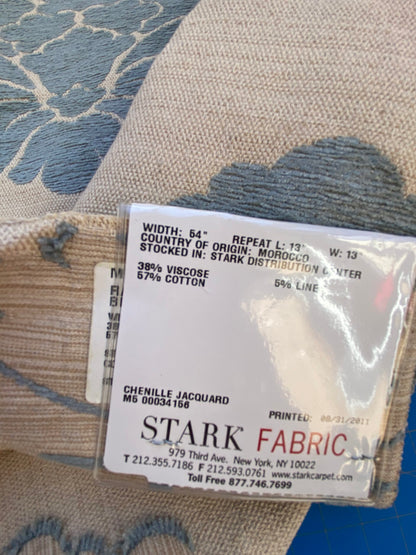 WIDTH: 54" REPEAT L: 13" W: 13"
COUNTRY OF ORIGIN: MOROCCO
STOCKED IN: STARK DISTRIBUTION CENTER
38% VISCOSE 5% LINE
57% COTTON
CHENILLE JACQUARD
M5 00034156
PRINTED: 08/31/2011
STARK FABRIC
979 Third Ave. New York, NY 10022
T 212.355.7186 F 212.593.0761 www.starkcarpet.com
Toll Free 877.746.7699